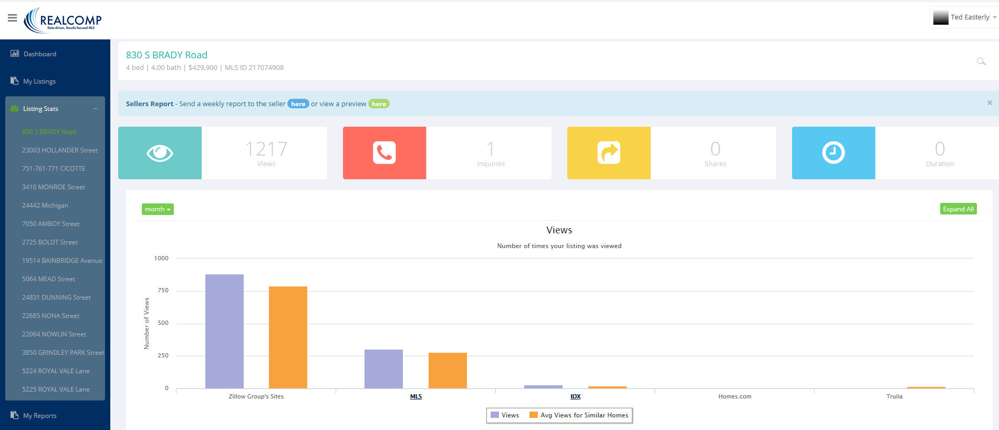 REALCOMP
Data-driven, Results-focused MLS
Ted Easterly
Dashboard
My Listings
Listing Stats
830 S BRADY Road
23003 HOLLANDER Street
751-761-771 CICOTTE
3410 MONROE Street
24442 Michigan
7050 AMBOY Street
2725 BOLDT Street
19514 BAINBRIDGE Avenue
5064 MEAD Street
24831 DUNNING Street
22685 NONA Street
22064 NOWLIN Street
3850 GRINDLEY PARK Street
5224 ROYAL VALE Lane
5225 ROYAL VALE Lane
My Reports
830 S BRADY Road
4 bed | 4.00 bath | $429,900 | MLS ID 217074908
Sellers Report - Send a weekly report to the seller here or view a preview here
1217
Views
1
Inquiries
0
Shares
0
Duration
month
Expand All
Views
Number of times your listing was viewed
Number of Views
1000
750
500
250
0
Zillow Group's Sites
MLS
IDX
Homes.com
Trulia
Views
Avg Views for Similar Homes